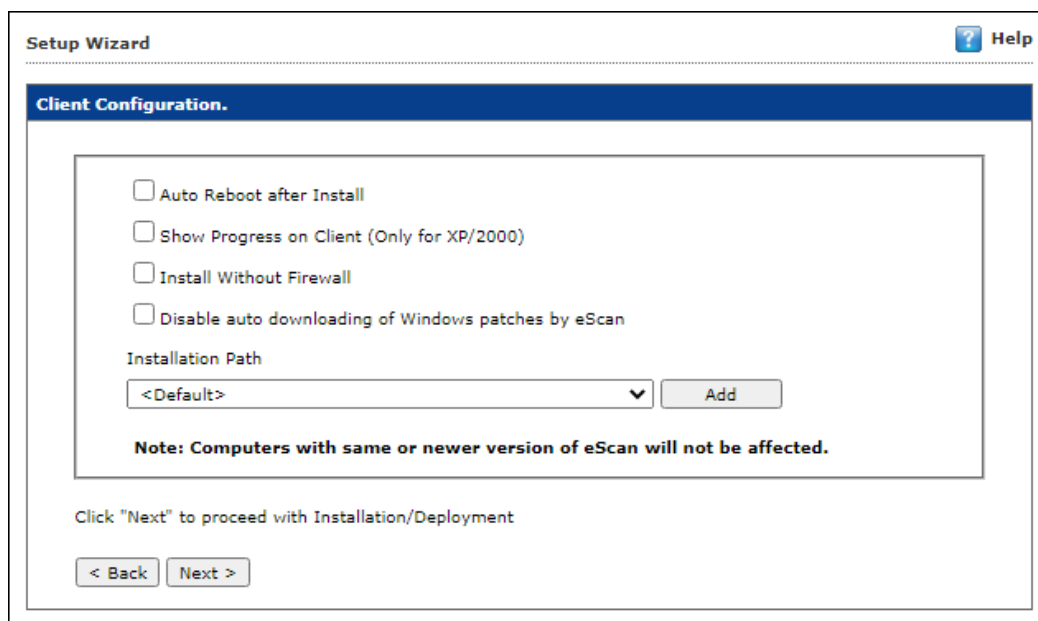 Setup Wizard
? Help
Client Configuration.
Auto Reboot after Install
Show Progress on Client (Only for XP/2000)
Install Without Firewall
Disable auto downloading of Windows patches by eScan
Installation Path
<Default> Add
Note: Computers with same or newer version of eScan will not be affected.
Click "Next" to proceed with Installation/Deployment
< Back Next >